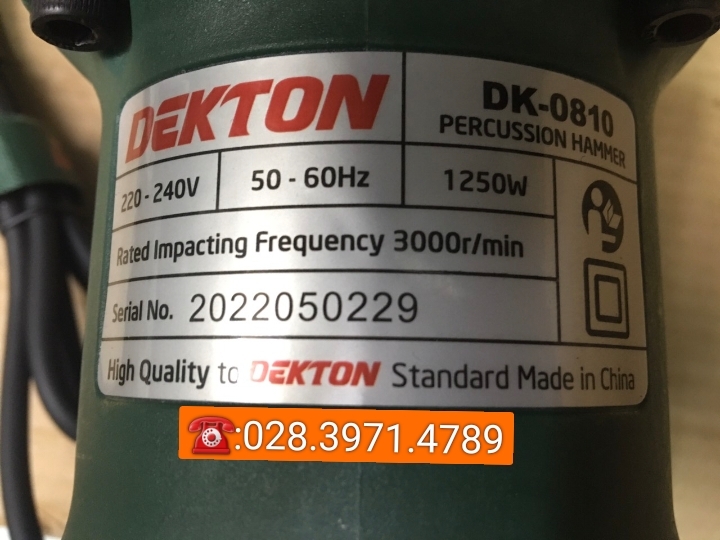 DEKTON
DK-0810
PERCUSSION HAMMER
220-240V
50 - 60Hz
1250W
Rated Impacting Frequency 3000r/min
Serial No. 2022050229
High Quality to DEKTON Standard Made in China
☎:028.3971.4789